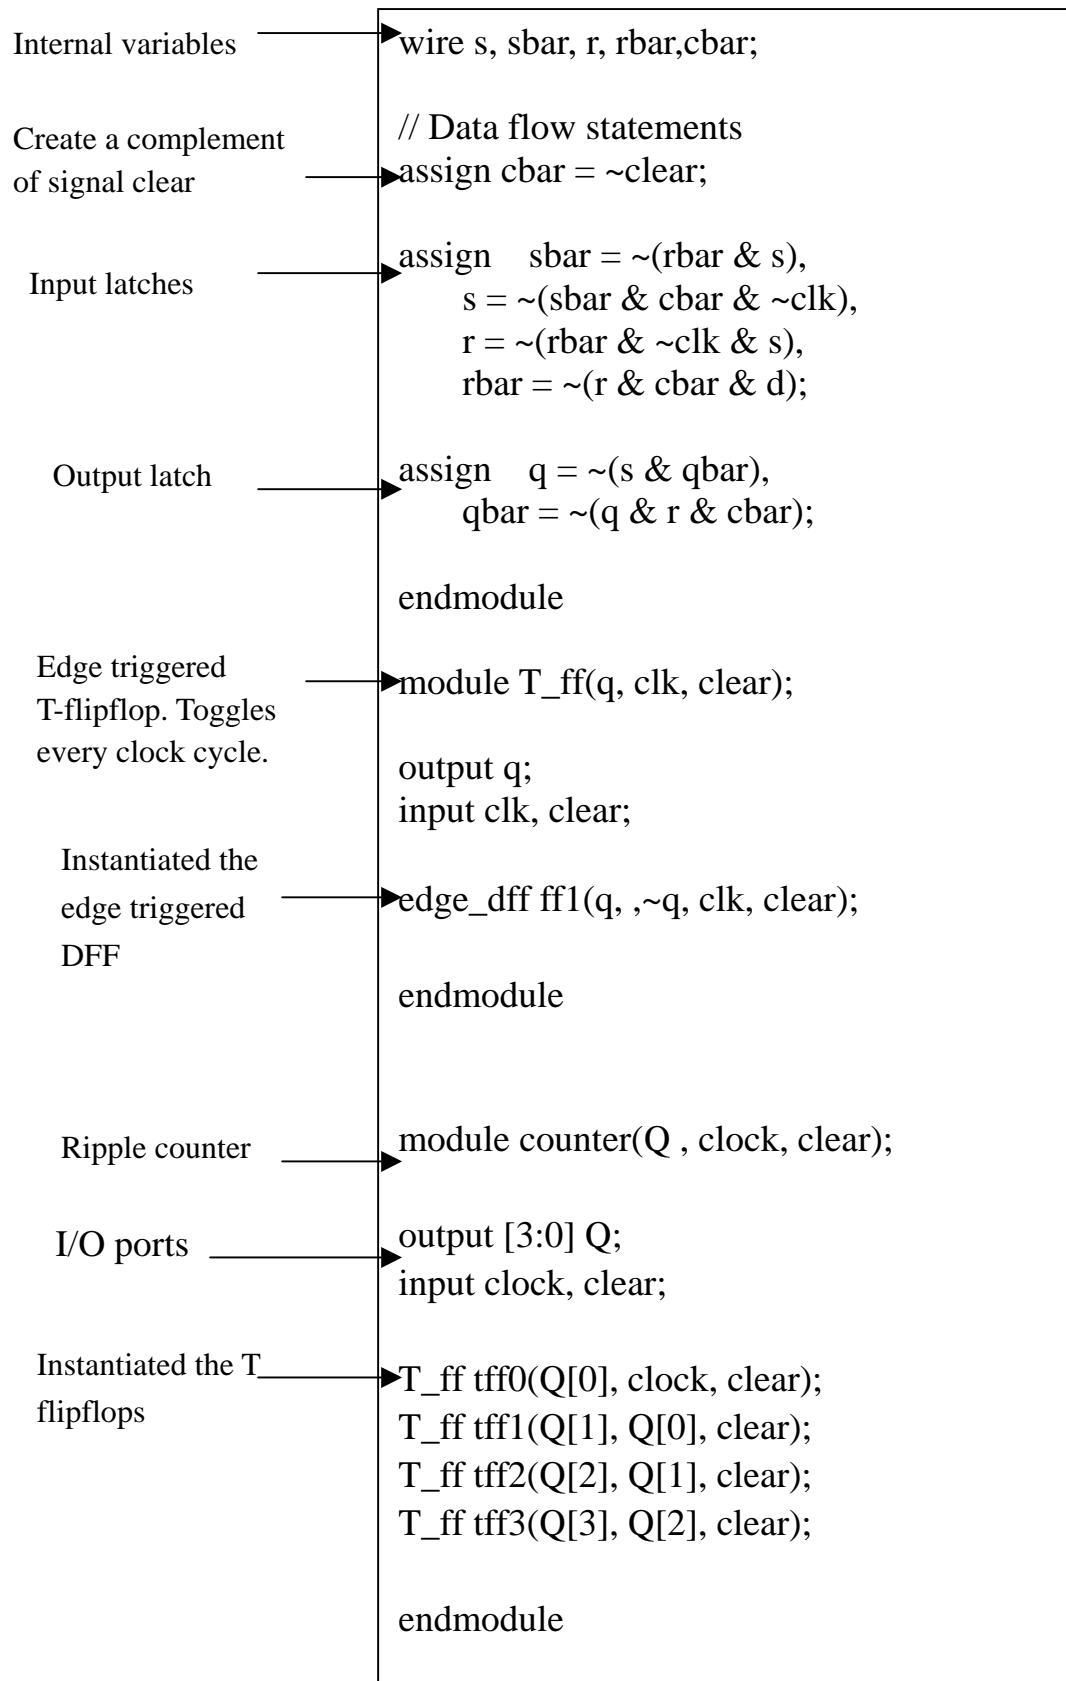 Internal variables
wire s, sbar, r, rbar,cbar;
// Data flow statements
Create a complement
of signal clear
assign cbar = ~clear;
Input latches
assign sbar = ~(rbar & s),
s = ~(sbar & cbar & ~clk),
r = ~(rbar & ~clk & s),
rbar = ~(r & cbar & d);
Output latch
assign q = ~(s & qbar),
qbar = ~(q & r & cbar);
endmodule
Edge triggered
T-flipflop. Toggles
every clock cycle.
module T_ff(q, clk, clear);
output q;
input clk, clear;
Instantiated the
edge triggered
DFF
edge_dff ff1(q, ,~q, clk, clear);
endmodule
Ripple counter
module counter(Q , clock, clear);
I/O ports
output [3:0] Q;
input clock, clear;
Instantiated the T
flipflops
T_ff tff0(Q[0], clock, clear);
T_ff tff1(Q[1], Q[0], clear);
T_ff tff2(Q[2], Q[1], clear);
T_ff tff3(Q[3], Q[2], clear);
endmodule